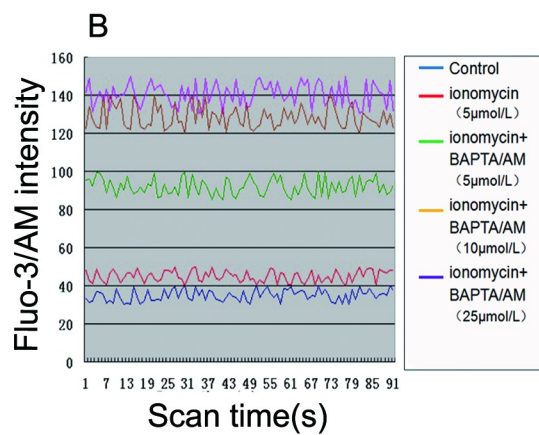 B
Fluo-3/AM intensity
160
140
120
100
80
60
40
20
0
1 7 13 19 25 31 37 43 49 55 61 67 73 79 85 91
Scan time(s)
Control
ionomycin
（5μmol/L）
ionomycin+
BAPTA/AM
（5μmol/L）
ionomycin+
BAPTA/AM
（10μmol/L）
ionomycin+
BAPTA/AM
（25μmol/L）